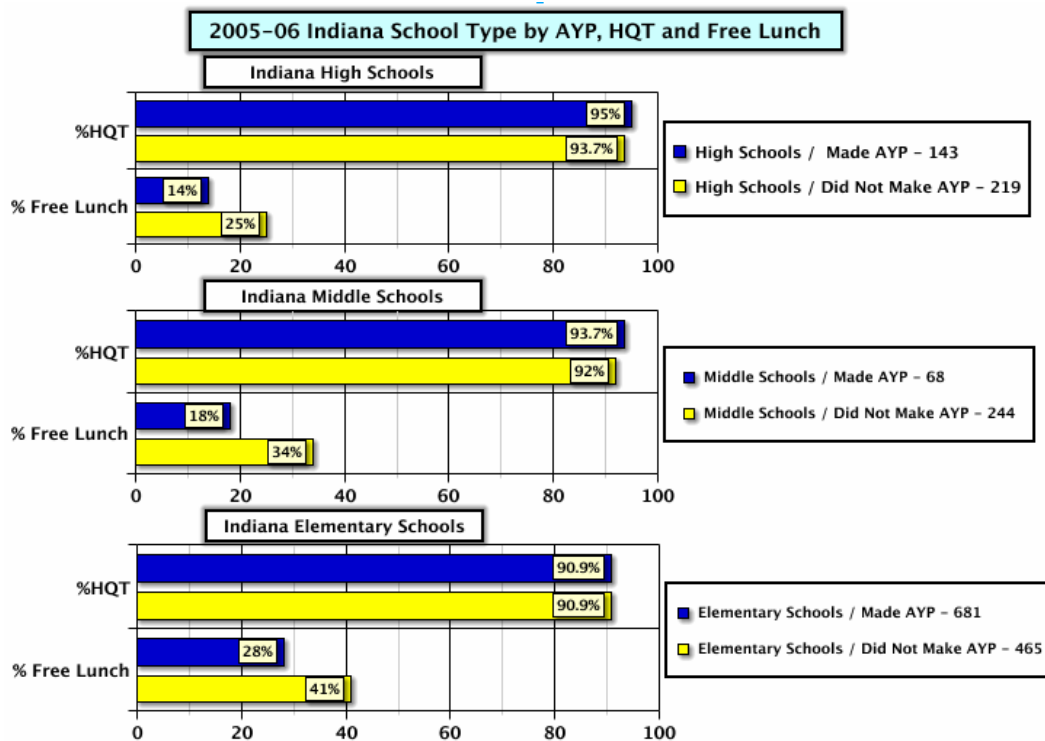 2005-06 Indiana School Type by AYP, HQT and Free Lunch
Indiana High Schools
%HQT
95%
93.7%
% Free Lunch
14%
25%
0 20 40 60 80 100
High Schools / Made AYP - 143
High Schools / Did Not Make AYP - 219
Indiana Middle Schools
%HQT
93.7%
92%
% Free Lunch
18%
34%
0 20 40 60 80 100
Middle Schools / Made AYP - 68
Middle Schools / Did Not Make AYP - 244
Indiana Elementary Schools
%HQT
90.9%
90.9%
% Free Lunch
28%
41%
0 20 40 60 80 100
Elementary Schools / Made AYP - 681
Elementary Schools / Did Not Make AYP - 465